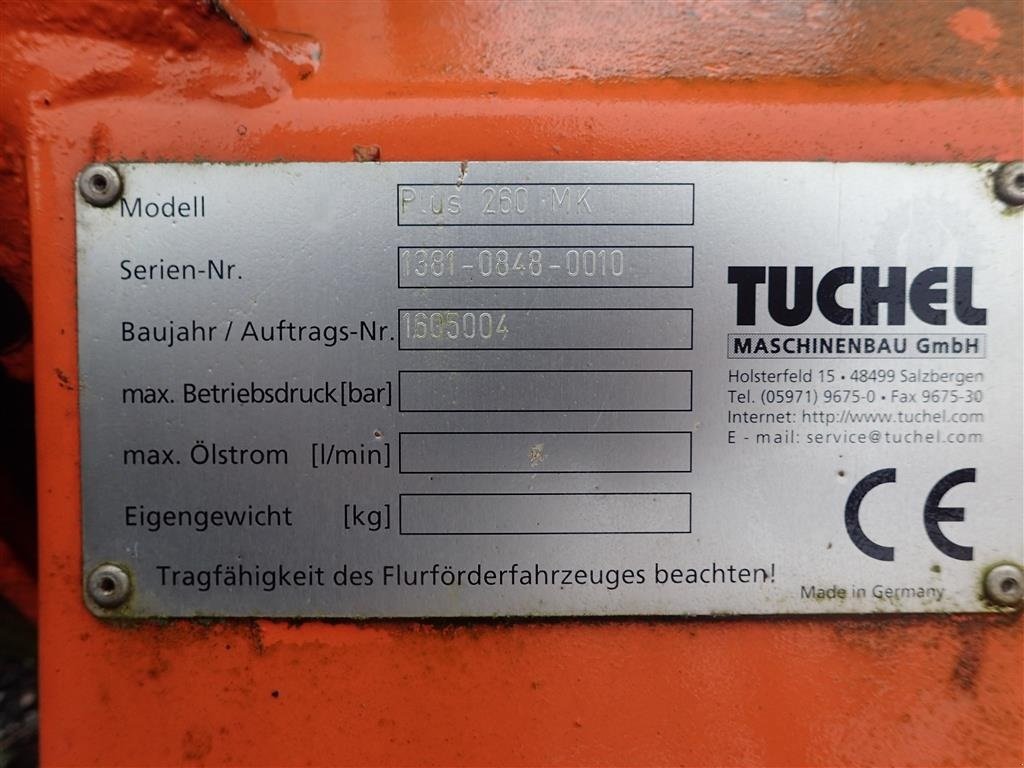 Modell Plus 260 MK
Serien-Nr. 1381-0848-0010
Baujahr / Auftrags-Nr. 1605004
max. Betriebsdruck [bar]
max. Ölstrom [l/min]
Eigengewicht [kg]
Tragfähigkeit des Flurförderfahrzeuges beachten!
TUCHEL
MASCHINENBAU GmbH
Holsterfeld 15 • 48499 Salzbergen
Tel. (05971) 9675-0 • Fax 9675-30
Internet: http://www.tuchel.com
E - mail: service@tuchel.com
CE
Made in Germany